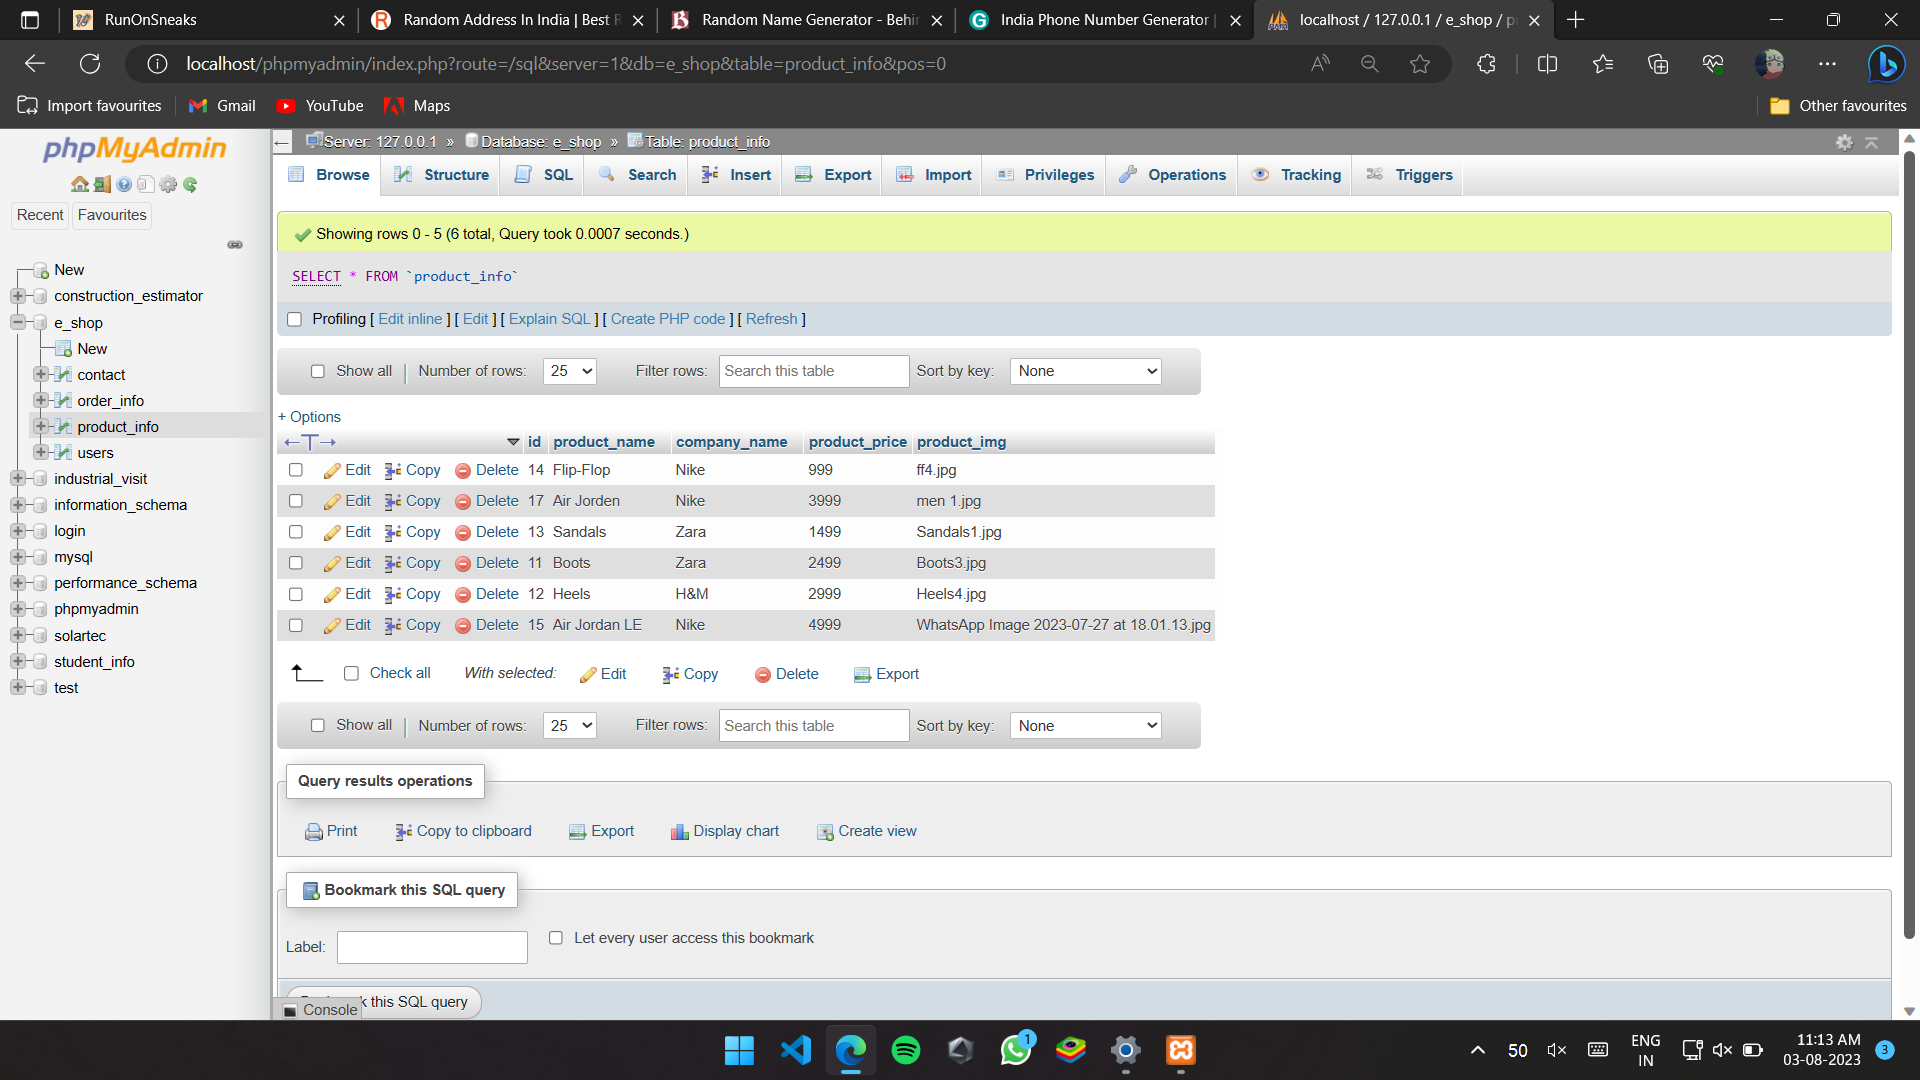 RunOnSneaks
Random Address In India | Best R
Random Name Generator - Behin
India Phone Number Generator |
localhost / 127.0.0.1 / e_shop / p
localhost/phpmyadmin/index.php?route=/sql&server=1&db=e_shop&table=product_info&pos=0
Import favourites
Gmail
YouTube
Maps
Other favourites
phpMyAdmin
Recent
Favourites
New
construction_estimator
e_shop
New
contact
order_info
product_info
users
industrial_visit
information_schema
login
mysql
performance_schema
phpmyadmin
solartec
student_info
test
Server: 127.0.0.1 » Database: e_shop » Table: product_info
Browse Structure SQL Search Insert Export Import Privileges Operations Tracking Triggers
Showing rows 0 - 5 (6 total, Query took 0.0007 seconds.)
SELECT * FROM `product_info`
Profiling [ Edit inline ] [ Edit ] [ Explain SQL ] [ Create PHP code ] [ Refresh ]
Show all | Number of rows: 25 Filter rows: Search this table Sort by key: None
+ Options
←T→ id product_name company_name product_price product_img
Edit Copy Delete 14 Flip-Flop Nike 999 ff4.jpg
Edit Copy Delete 17 Air Jorden Nike 3999 men 1.jpg
Edit Copy Delete 13 Sandals Zara 1499 Sandals1.jpg
Edit Copy Delete 11 Boots Zara 2499 Boots3.jpg
Edit Copy Delete 12 Heels H&M 2999 Heels4.jpg
Edit Copy Delete 15 Air Jordan LE Nike 4999 WhatsApp Image 2023-07-27 at 18.01.13.jpg
Check all With selected: Edit Copy Delete Export
Show all | Number of rows: 25 Filter rows: Search this table Sort by key: None
Query results operations
Print Copy to clipboard Export Display chart Create view
Bookmark this SQL query
Label: Let every user access this bookmark
this SQL query
Console
1
50
ENG
IN
11:13 AM
03-08-2023
3